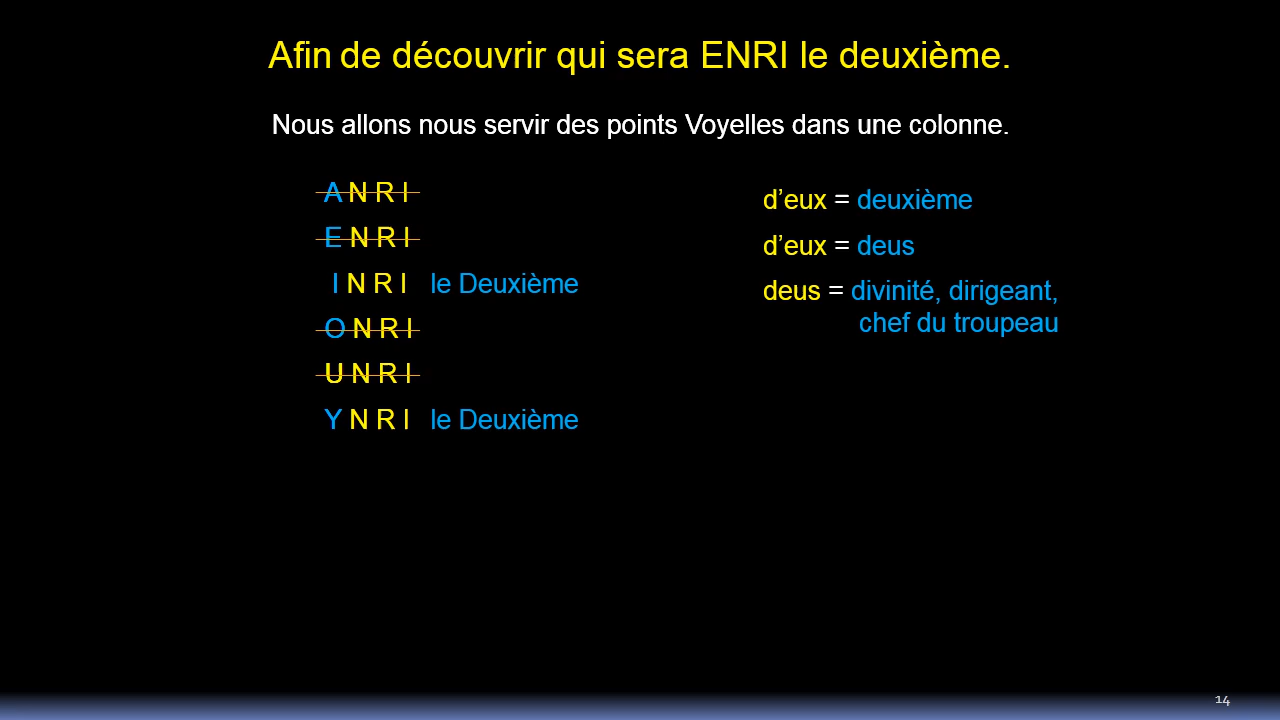 Afin de découvrir qui sera ENRI le deuxième.
Nous allons nous servir des points Voyelles dans une colonne.
A N R I
E N R I
I N R I le Deuxième
O N R I
U N R I
Y N R I le Deuxième
d’eux = deuxième
d’eux = deus
deus = divinité, dirigeant,
chef du troupeau
14